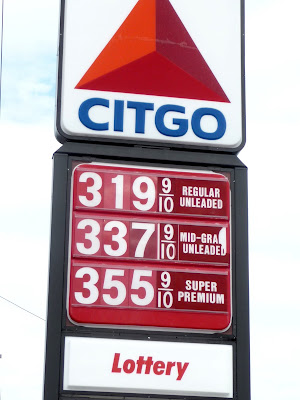 CITGO
319 9/10 REGULAR UNLEADED
337 9/10 MID-GRA UNLEADED
355 9/10 SUPER PREMIUM
Lottery